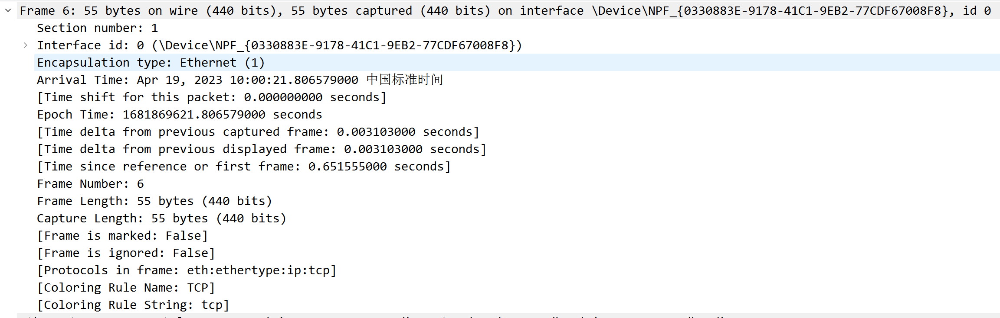 Frame 6: 55 bytes on wire (440 bits), 55 bytes captured (440 bits) on interface \Device\NPF_{0330883E-9178-41C1-9EB2-77CDF67008F8}, id 0
Section number: 1
Interface id: 0 (\Device\NPF_{0330883E-9178-41C1-9EB2-77CDF67008F8})
Encapsulation type: Ethernet (1)
Arrival Time: Apr 19, 2023 10:00:21.806579000 中国标准时间
[Time shift for this packet: 0.000000000 seconds]
Epoch Time: 1681869621.806579000 seconds
[Time delta from previous captured frame: 0.003103000 seconds]
[Time delta from previous displayed frame: 0.003103000 seconds]
[Time since reference or first frame: 0.651555000 seconds]
Frame Number: 6
Frame Length: 55 bytes (440 bits)
Capture Length: 55 bytes (440 bits)
[Frame is marked: False]
[Frame is ignored: False]
[Protocols in frame: eth:ethertype:ip:tcp]
[Coloring Rule Name: TCP]
[Coloring Rule String: tcp]